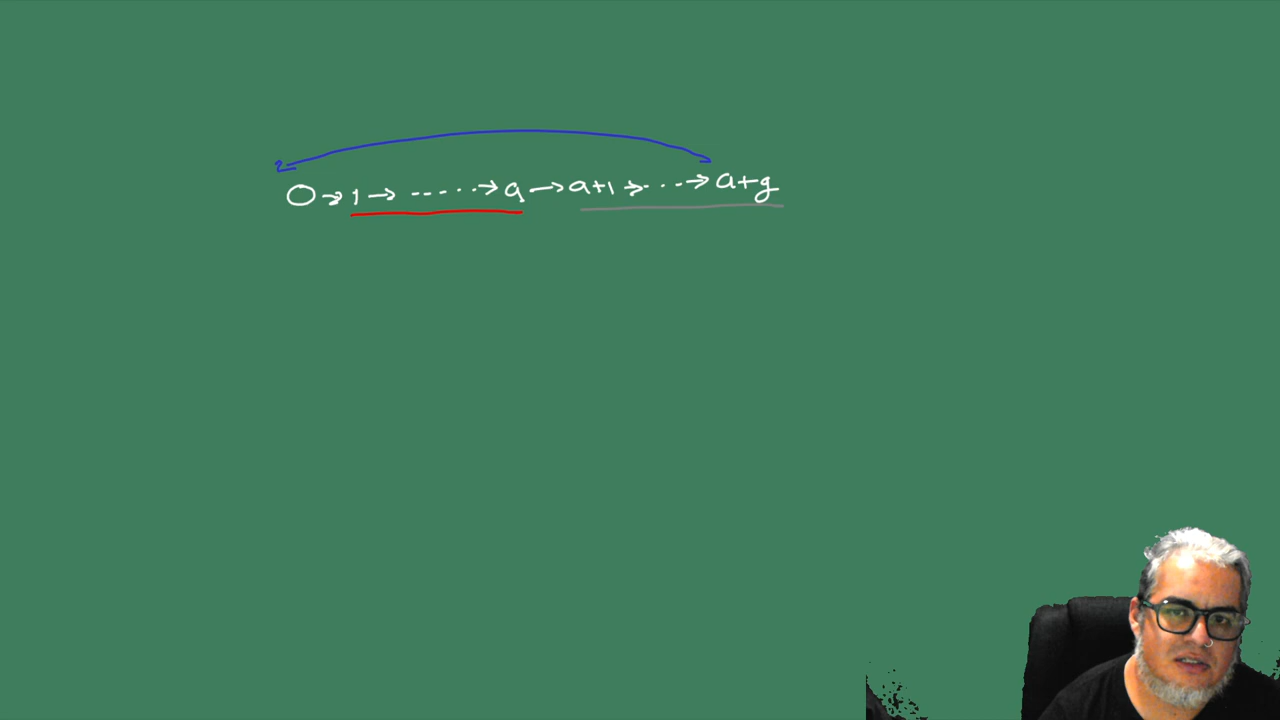 0 → 1 → ······ → a → a+1 → ··· → a+g